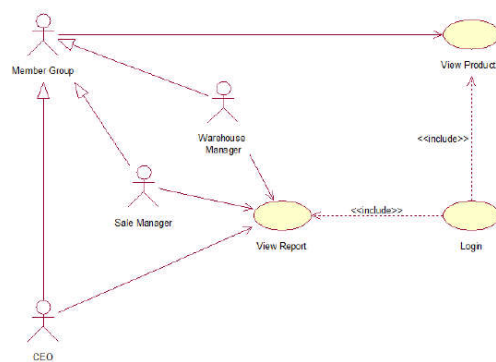 Member Group
View Product
Warehouse
Manager
<<include>>
Sale Manager
<<include>>
View Report
Login
CEO